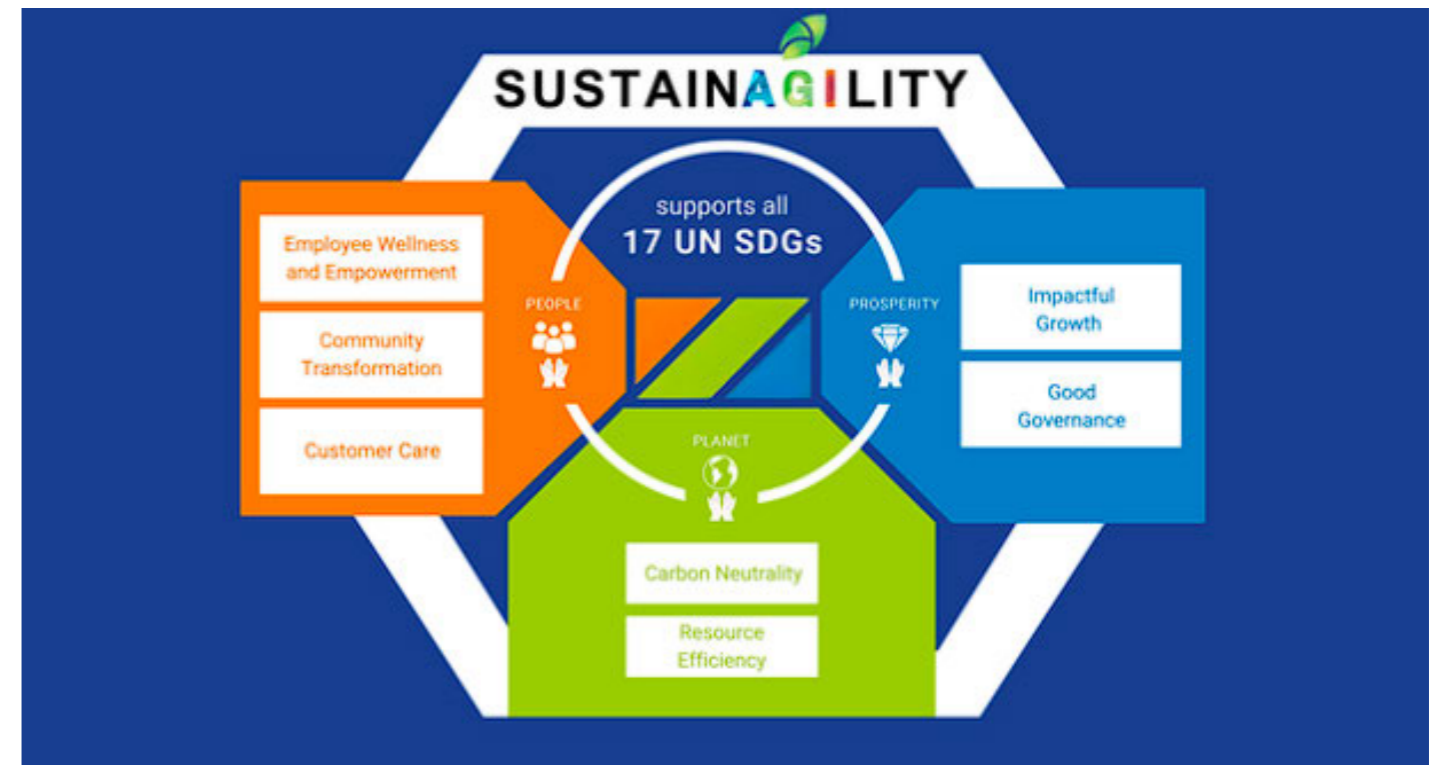 SUSTAINAGILITY
supports all
17 UN SDGs
PEOPLE
Employee Wellness
and Empowerment
Community
Transformation
Customer Care
PROSPERITY
Impactful
Growth
Good
Governance
PLANET
Carbon Neutrality
Resource
Efficiency